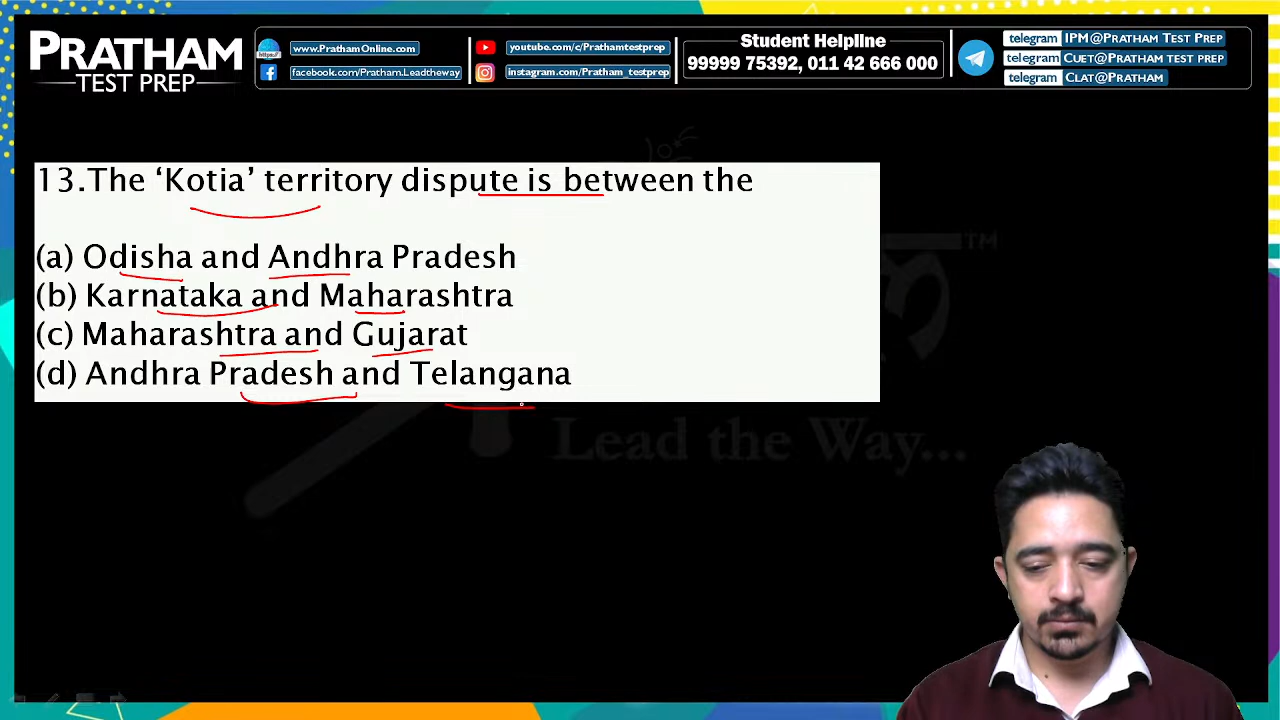 PRATHAM
TEST PREP
https://
www.PrathamOnline.com
facebook.com/Pratham.Leadtheway
youtube.com/c/Prathamtestprep
instagram.com/Pratham_testprep
Student Helpline
99999 75392, 011 42 666 000
telegram IPM@PRATHAM TEST PREP
telegram CUET@PRATHAM TEST PREP
telegram CLAT@PRATHAM
13.The ‘Kotia’ territory dispute is between the
(a) Odisha and Andhra Pradesh
(b) Karnataka and Maharashtra
(c) Maharashtra and Gujarat
(d) Andhra Pradesh and Telangana
TM
Lead the Way...